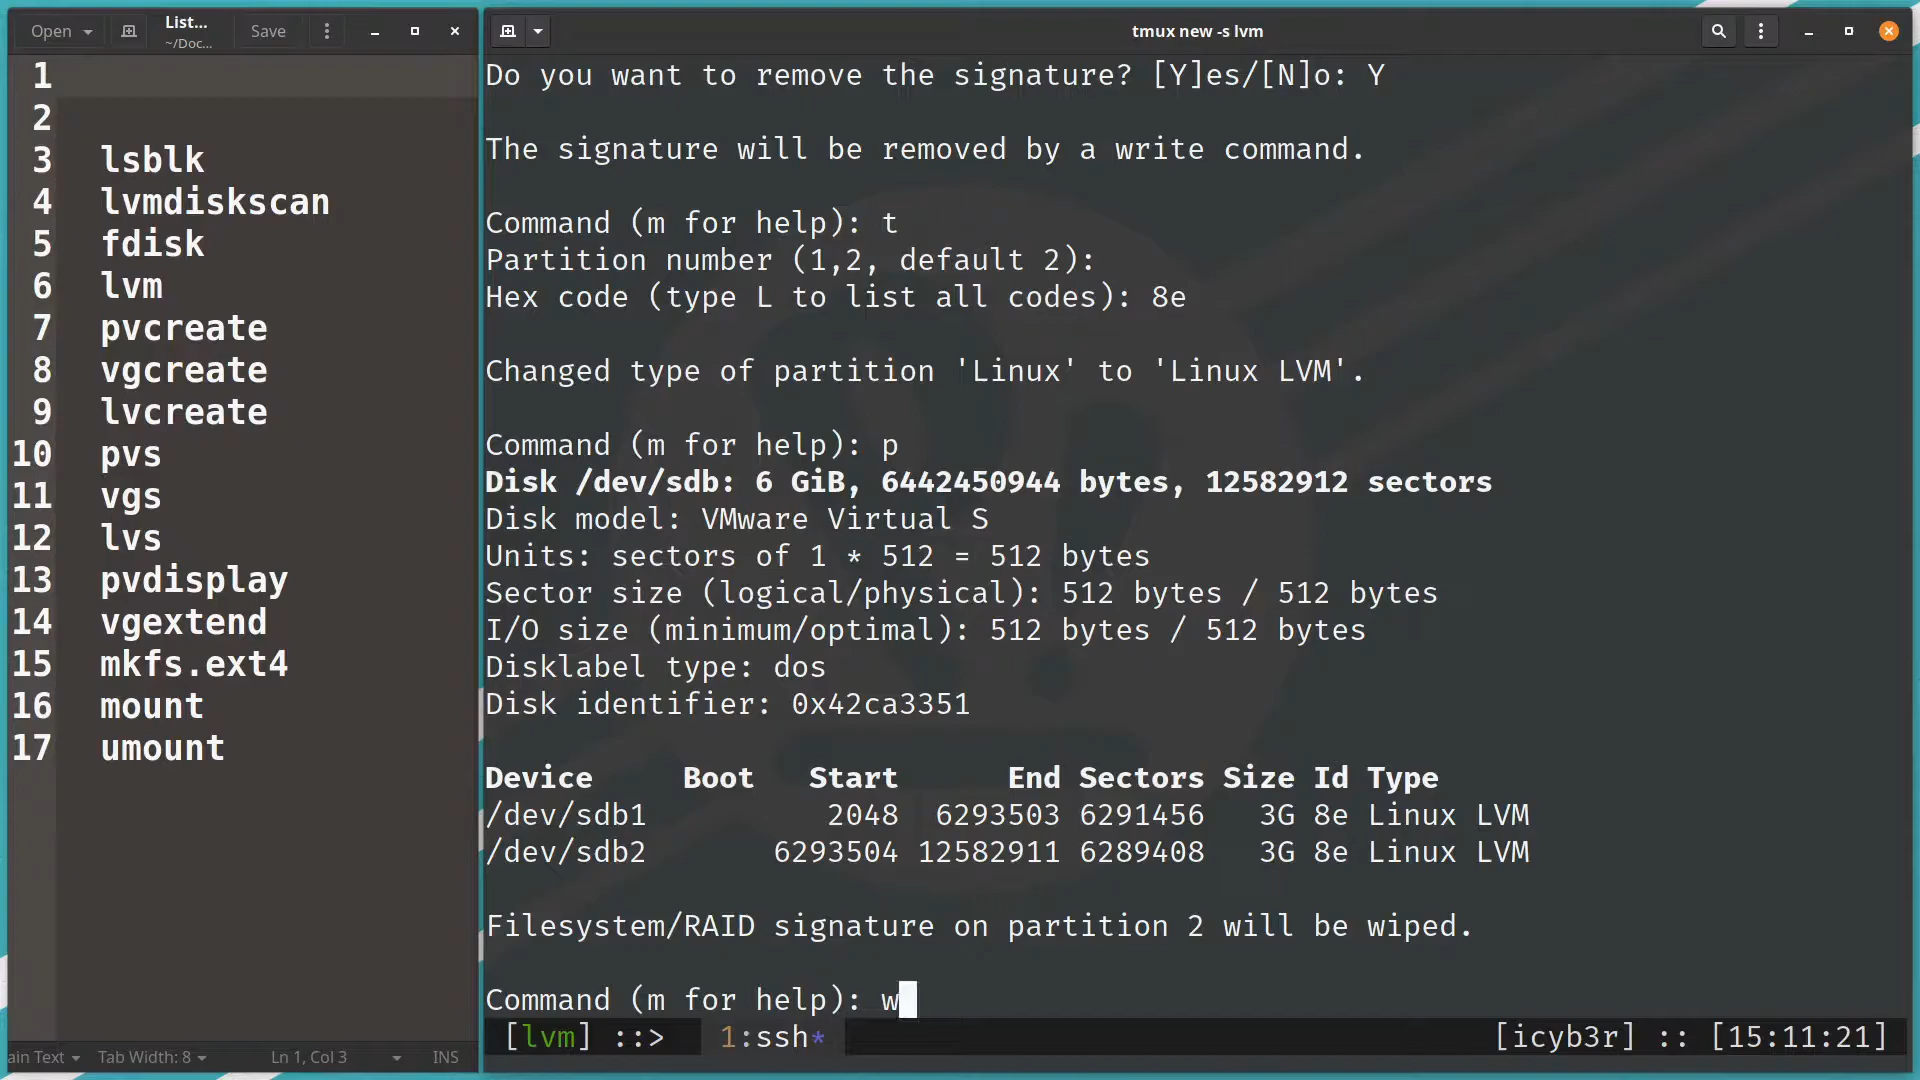 Open
List...
~/Doc...
Save
1
2
3 lsblk
4 lvmdiskscan
5 fdisk
6 lvm
7 pvcreate
8 vgcreate
9 lvcreate
10 pvs
11 vgs
12 lvs
13 pvdisplay
14 vgextend
15 mkfs.ext4
16 mount
17 umount
ain Text Tab Width: 8 Ln 1, Col 3 INS
tmux new -s lvm
Do you want to remove the signature? [Y]es/[N]o: Y
The signature will be removed by a write command.
Command (m for help): t
Partition number (1,2, default 2):
Hex code (type L to list all codes): 8e
Changed type of partition 'Linux' to 'Linux LVM'.
Command (m for help): p
Disk /dev/sdb: 6 GiB, 6442450944 bytes, 12582912 sectors
Disk model: VMware Virtual S
Units: sectors of 1 * 512 = 512 bytes
Sector size (logical/physical): 512 bytes / 512 bytes
I/O size (minimum/optimal): 512 bytes / 512 bytes
Disklabel type: dos
Disk identifier: 0x42ca3351
Device Boot Start End Sectors Size Id Type
/dev/sdb1 2048 6293503 6291456 3G 8e Linux LVM
/dev/sdb2 6293504 12582911 6289408 3G 8e Linux LVM
Filesystem/RAID signature on partition 2 will be wiped.
Command (m for help): w
[lvm] ::> 1:ssh* [icyb3r] :: [15:11:21]